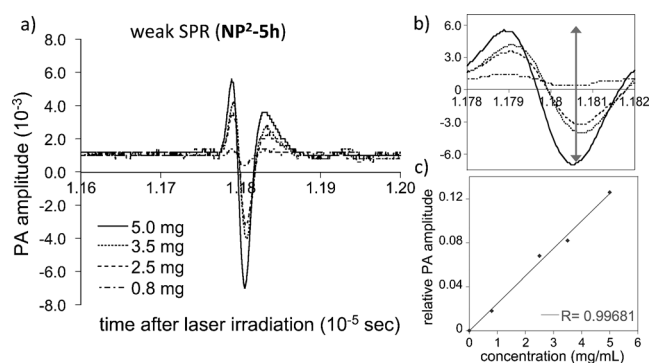 a)
weak SPR (NP²-5h)
PA amplitude (10⁻³)
8.0
6.0
4.0
2.0
0.0
-2.0
-4.0
-6.0
-8.0
1.16
1.17
1.18
1.19
1.20
5.0 mg
3.5 mg
2.5 mg
0.8 mg
time after laser irradiation (10⁻⁵ sec)
b)
6.0
3.0
0.0
-6.0
1.178
1.179
1.18
1.181
1.182
c)
relative PA amplitude
0.12
0.08
0.04
0
R= 0.99681
0
1
2
3
4
5
6
concentration (mg/mL)